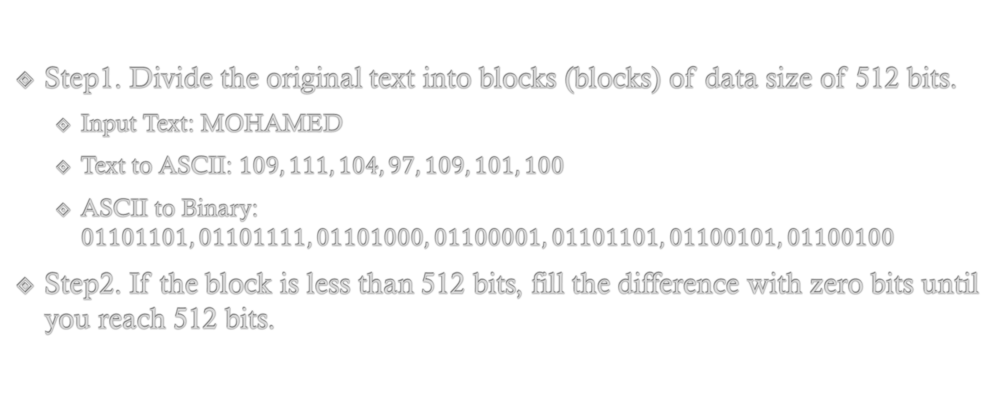 Step1. Divide the original text into blocks (blocks) of data size of 512 bits.
Input Text: MOHAMED
Text to ASCII: 109, 111, 104, 97, 109, 101, 100
ASCII to Binary:
01101101, 01101111, 01101000, 01100001, 01101101, 01100101, 01100100
Step2. If the block is less than 512 bits, fill the difference with zero bits until
you reach 512 bits.